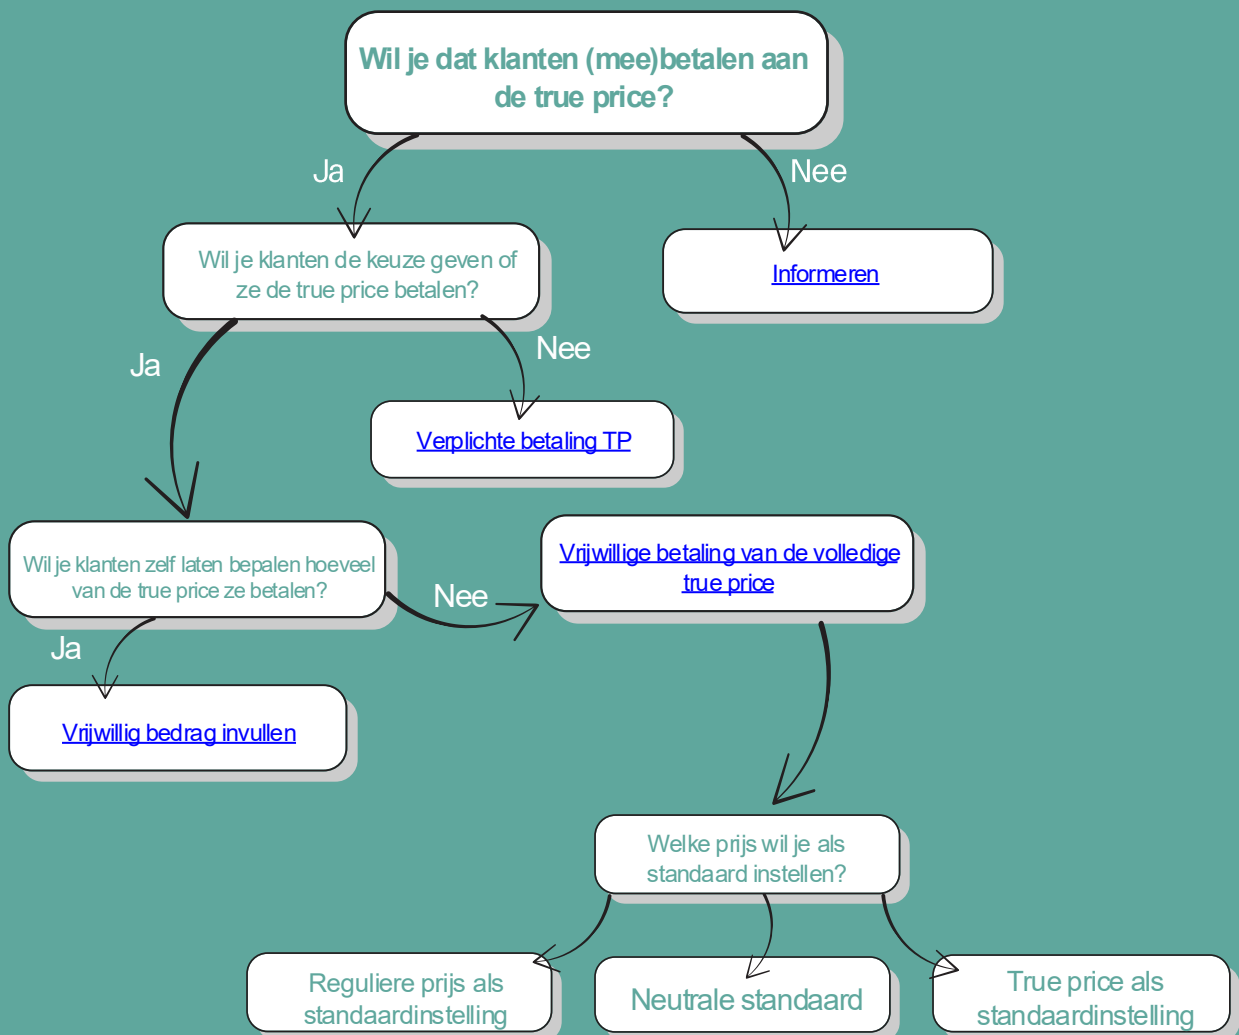 Wil je dat klanten (mee)betalen aan
de true price?
Ja
Nee
Wil je klanten de keuze geven of
ze de true price betalen?
Informeren
Ja
Nee
Verplichte betaling TP
Wil je klanten zelf laten bepalen hoeveel
van de true price ze betalen?
Nee
Vrijwillige betaling van de volledige
true price
Ja
Vrijwillig bedrag invullen
Welke prijs wil je als
standaard instellen?
Reguliere prijs als
standaardinstelling
Neutrale standaard
True price als
standaardinstelling